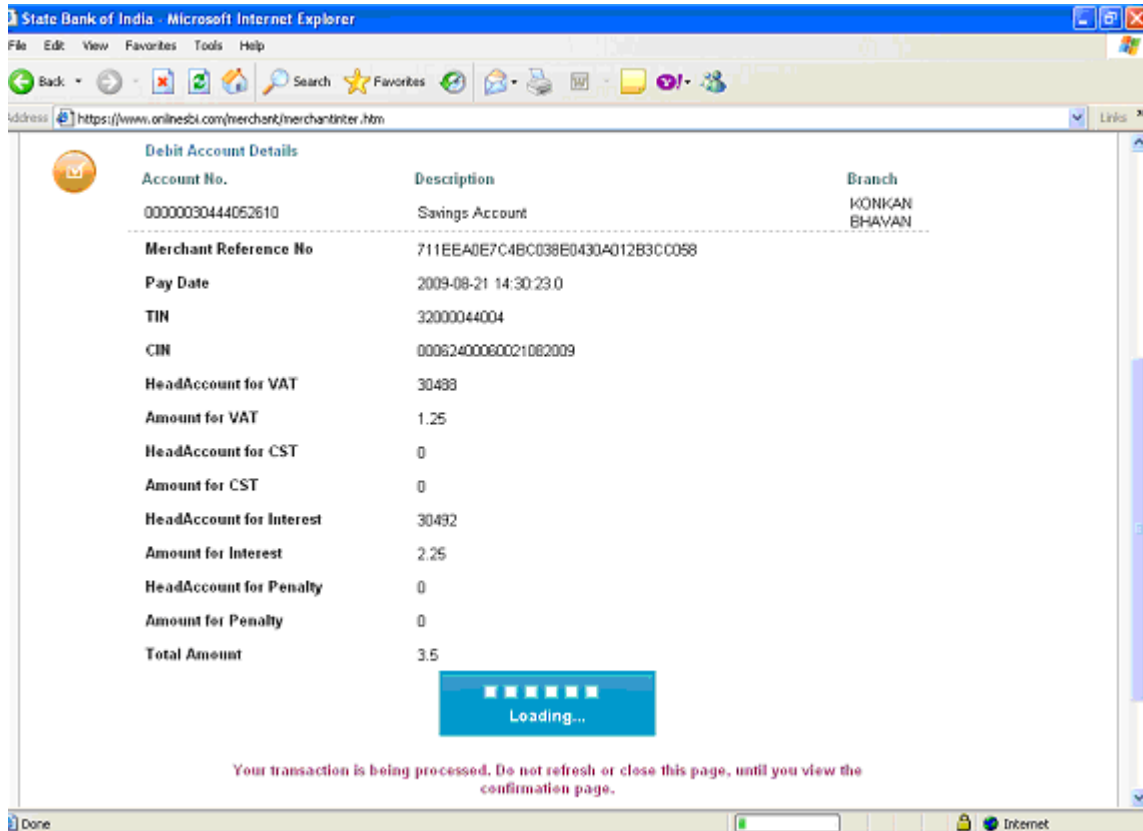 State Bank of India - Microsoft Internet Explorer
File Edit View Favorites Tools Help
Back Search Favorites
Address https://www.onlinesbi.com/merchant/merchantinter.htm Links
Debit Account Details
Account No. Description Branch
00000030444052610 Savings Account KONKAN
BHAVAN
Merchant Reference No 711EEA0E7C4BC038E0430A012B3CC058
Pay Date 2009-08-21 14:30:23.0
TIN 32000044004
CIN 00062400060021082009
HeadAccount for VAT 30488
Amount for VAT 1.25
HeadAccount for CST 0
Amount for CST 0
HeadAccount for Interest 30492
Amount for Interest 2.25
HeadAccount for Penalty 0
Amount for Penalty 0
Total Amount 3.5
Loading...
Your transaction is being processed. Do not refresh or close this page, until you view the
confirmation page.
Done Internet